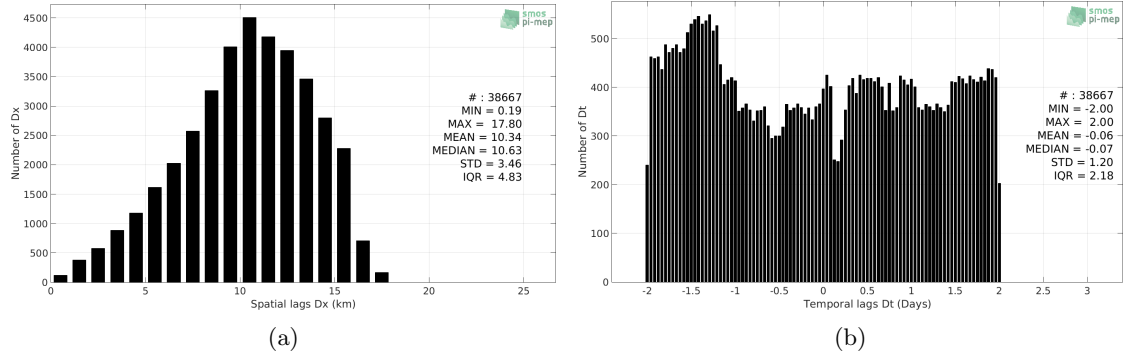 smos
pi-mep
4500
4000
3500
3000
2500
2000
1500
1000
500
0
Number of Dx
# : 38667
MIN = 0.19
MAX = 17.80
MEAN = 10.34
MEDIAN = 10.63
STD = 3.46
IQR = 4.83
0 5 10 15 20 25
Spatial lags Dx (km)
(a)
smos
pi-mep
500
400
300
200
100
0
Number of Dt
# : 38667
MIN = -2.00
MAX = 2.00
MEAN = -0.06
MEDIAN = -0.07
STD = 1.20
IQR = 2.18
-2 -1.5 -1 -0.5 0 0.5 1 1.5 2 2.5 3
Temporal lags Dt (Days)
(b)